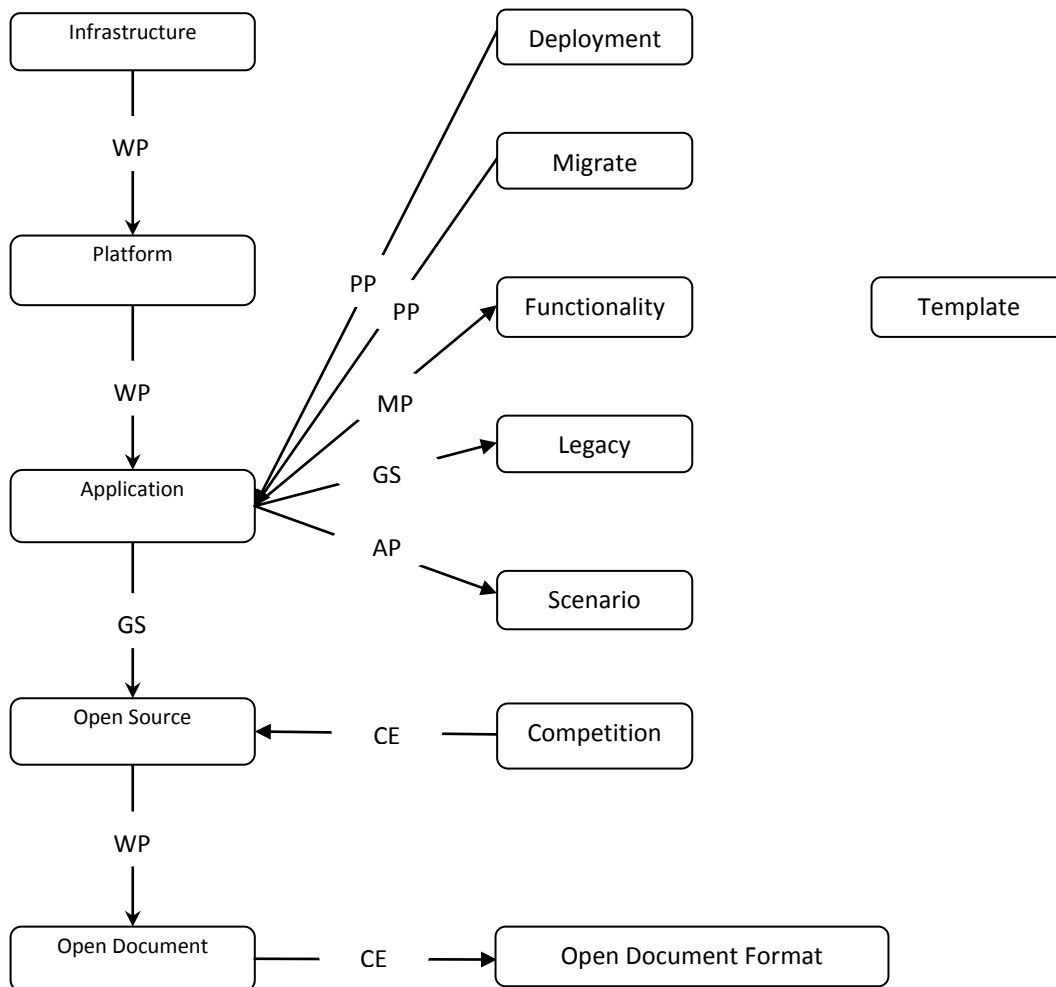 Infrastructure
Deployment
WP
Migrate
Platform
PP
PP
Functionality
Template
WP
MP
Legacy
GS
Application
AP
Scenario
GS
Open Source
CE
Competition
WP
Open Document
CE
Open Document Format